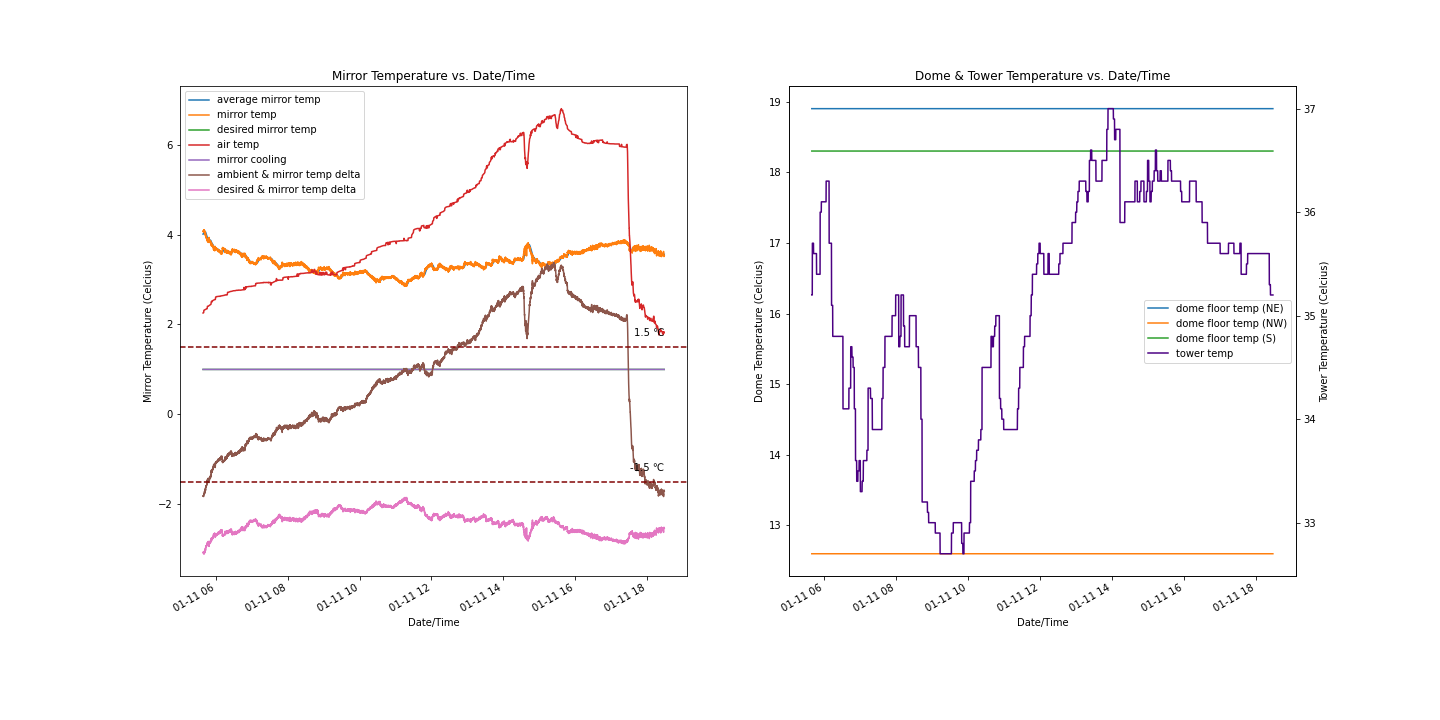 Mirror Temperature vs. Date/Time
Mirror Temperature (Celcius)
6
4
2
0
−2
average mirror temp
mirror temp
desired mirror temp
air temp
mirror cooling
ambient & mirror temp delta
desired & mirror temp delta
1.5 °C
-1.5 °C
01-11 06
01-11 08
01-11 10
01-11 12
01-11 14
01-11 16
01-11 18
Date/Time
Dome & Tower Temperature vs. Date/Time
Dome Temperature (Celcius)
19
18
17
16
15
14
13
dome floor temp (NE)
dome floor temp (NW)
dome floor temp (S)
tower temp
37
36
35
34
33
Tower Temperature (Celcius)
01-11 06
01-11 08
01-11 10
01-11 12
01-11 14
01-11 16
01-11 18
Date/Time